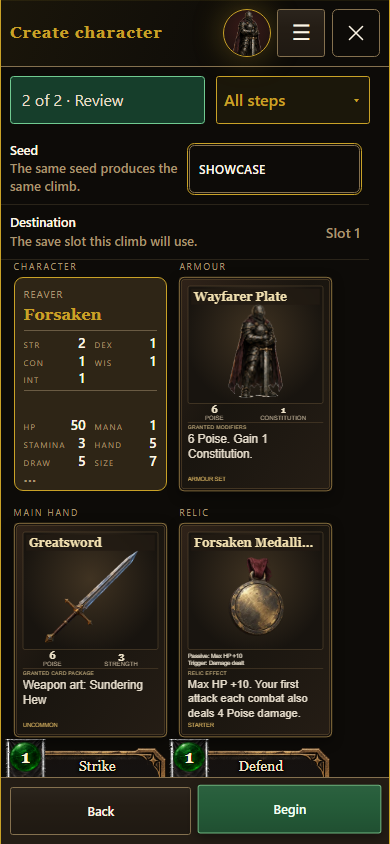 Create character
2 of 2 · Review
All steps
Seed
The same seed produces the
same climb.
SHOWCASE
Destination
The save slot this climb will use.
Slot 1
CHARACTER
REAVER
Forsaken
STR 2 DEX 1
CON 1 WIS 1
INT 1
HP 50 MANA 1
STAMINA 3 HAND 5
DRAW 5 SIZE 7
...
ARMOUR
Wayfarer Plate
6 1
POISE CONSTITUTION
GRANTED MODIFIERS
6 Poise. Gain 1
Constitution.
ARMOUR SET
MAIN HAND
Greatsword
6 3
POISE STRENGTH
GRANTED CARD PACKAGE
Weapon art: Sundering
Hew
UNCOMMON
RELIC
Forsaken Medalli...
Passive: Max HP +10
Trigger: Damage dealt
RELIC EFFECT
Max HP +10. Your first
attack each combat also
deals 4 Poise damage.
STARTER
1 Strike
1 Defend
Back
Begin